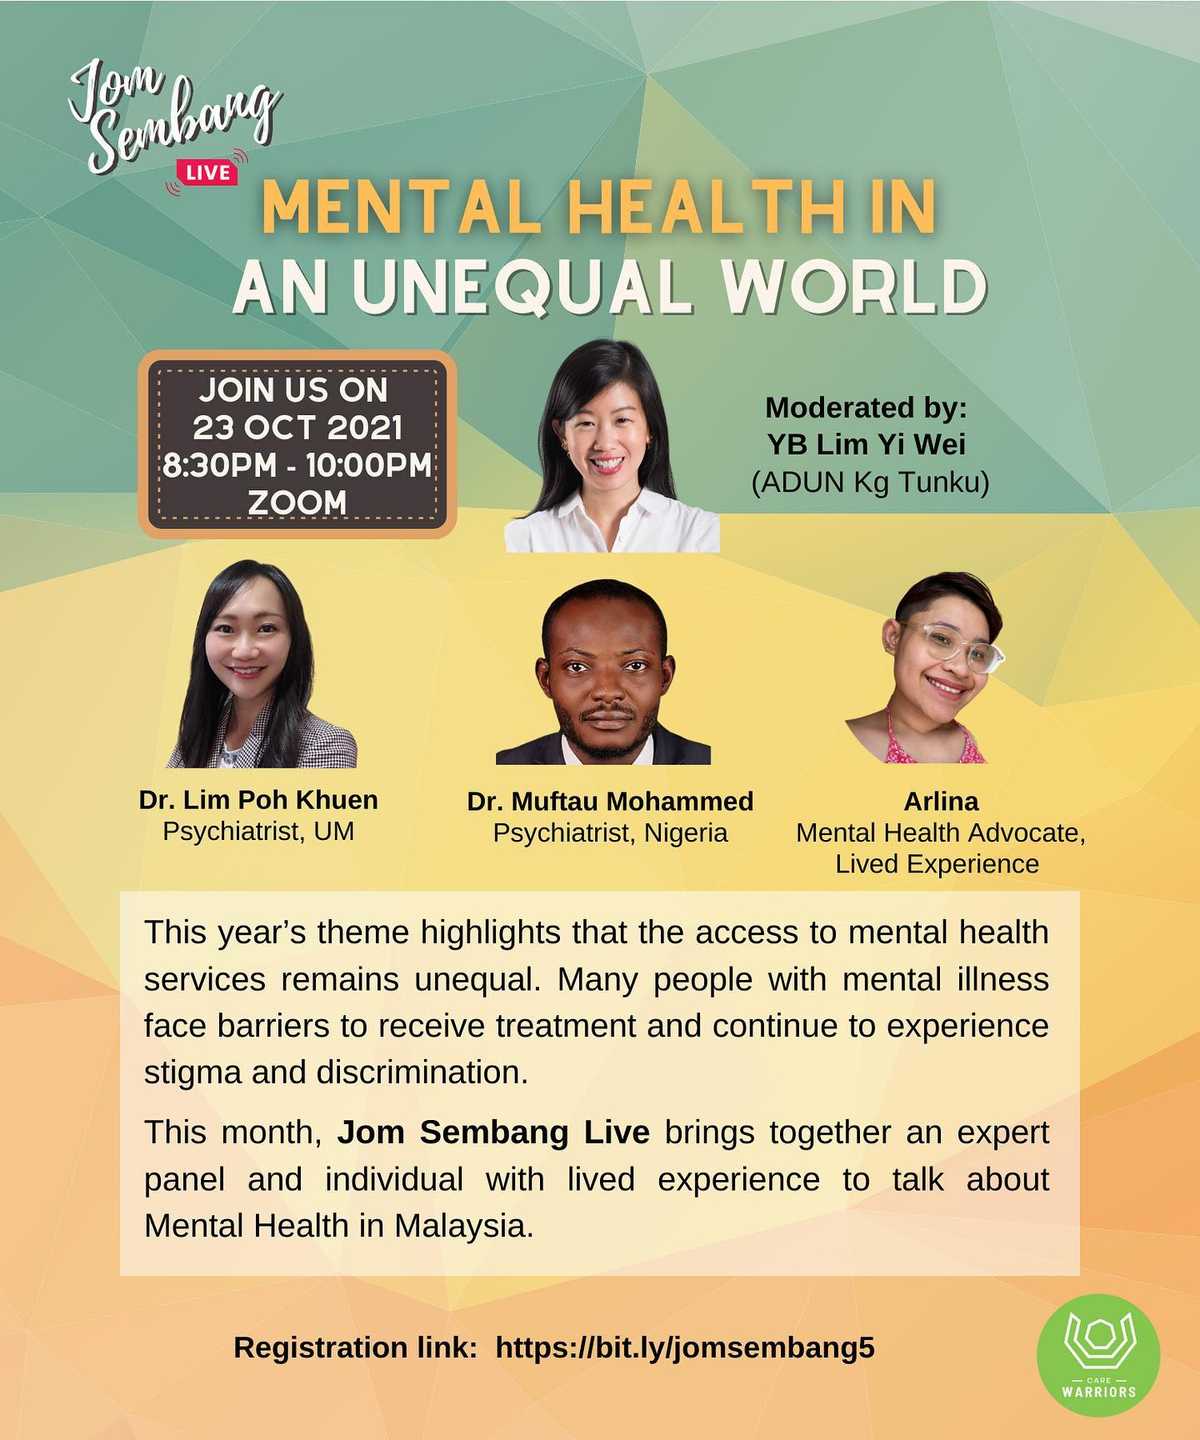 Jom
Sembang
LIVE
MENTAL HEALTH IN
AN UNEQUAL WORLD
JOIN US ON
23 OCT 2021
8:30PM - 10:00PM
ZOOM
Moderated by:
YB Lim Yi Wei
(ADUN Kg Tunku)
Dr. Lim Poh Khuen
Psychiatrist, UM
Dr. Muftau Mohammed
Psychiatrist, Nigeria
Arlina
Mental Health Advocate,
Lived Experience
This year’s theme highlights that the access to mental health
services remains unequal. Many people with mental illness
face barriers to receive treatment and continue to experience
stigma and discrimination.
This month, Jom Sembang Live brings together an expert
panel and individual with lived experience to talk about
Mental Health in Malaysia.
Registration link: https://bit.ly/jomsembang5
CARE
WARRIORS